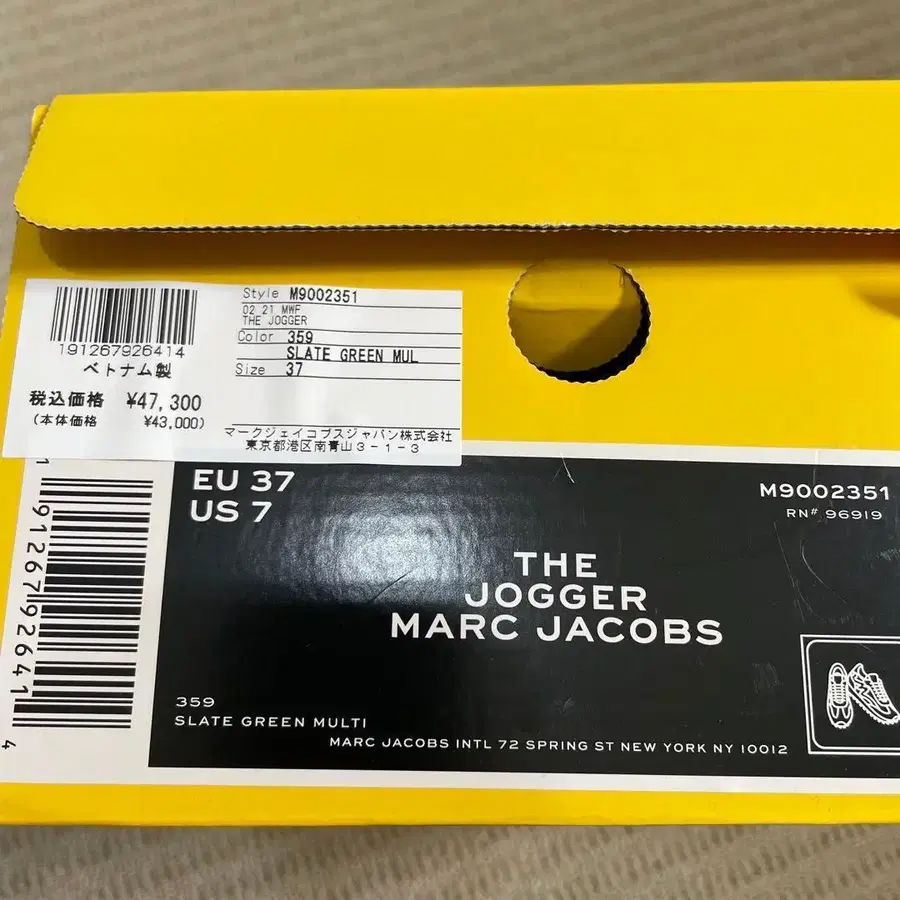 191267926414
ベトナム製
税込価格 ¥47,300
(本体価格 ¥43,000)
Style M9002351
02 21 MWF
THE JOGGER
Color 359
SLATE GREEN MUL
Size 37
マークジェイコブスジャパン株式会社
東京都港区南青山3-1-3
1 91267 92641 4
EU 37
US 7
M9002351
RN# 96919
THE
JOGGER
MARC JACOBS
359
SLATE GREEN MULTI
MARC JACOBS INTL 72 SPRING ST NEW YORK NY 10012